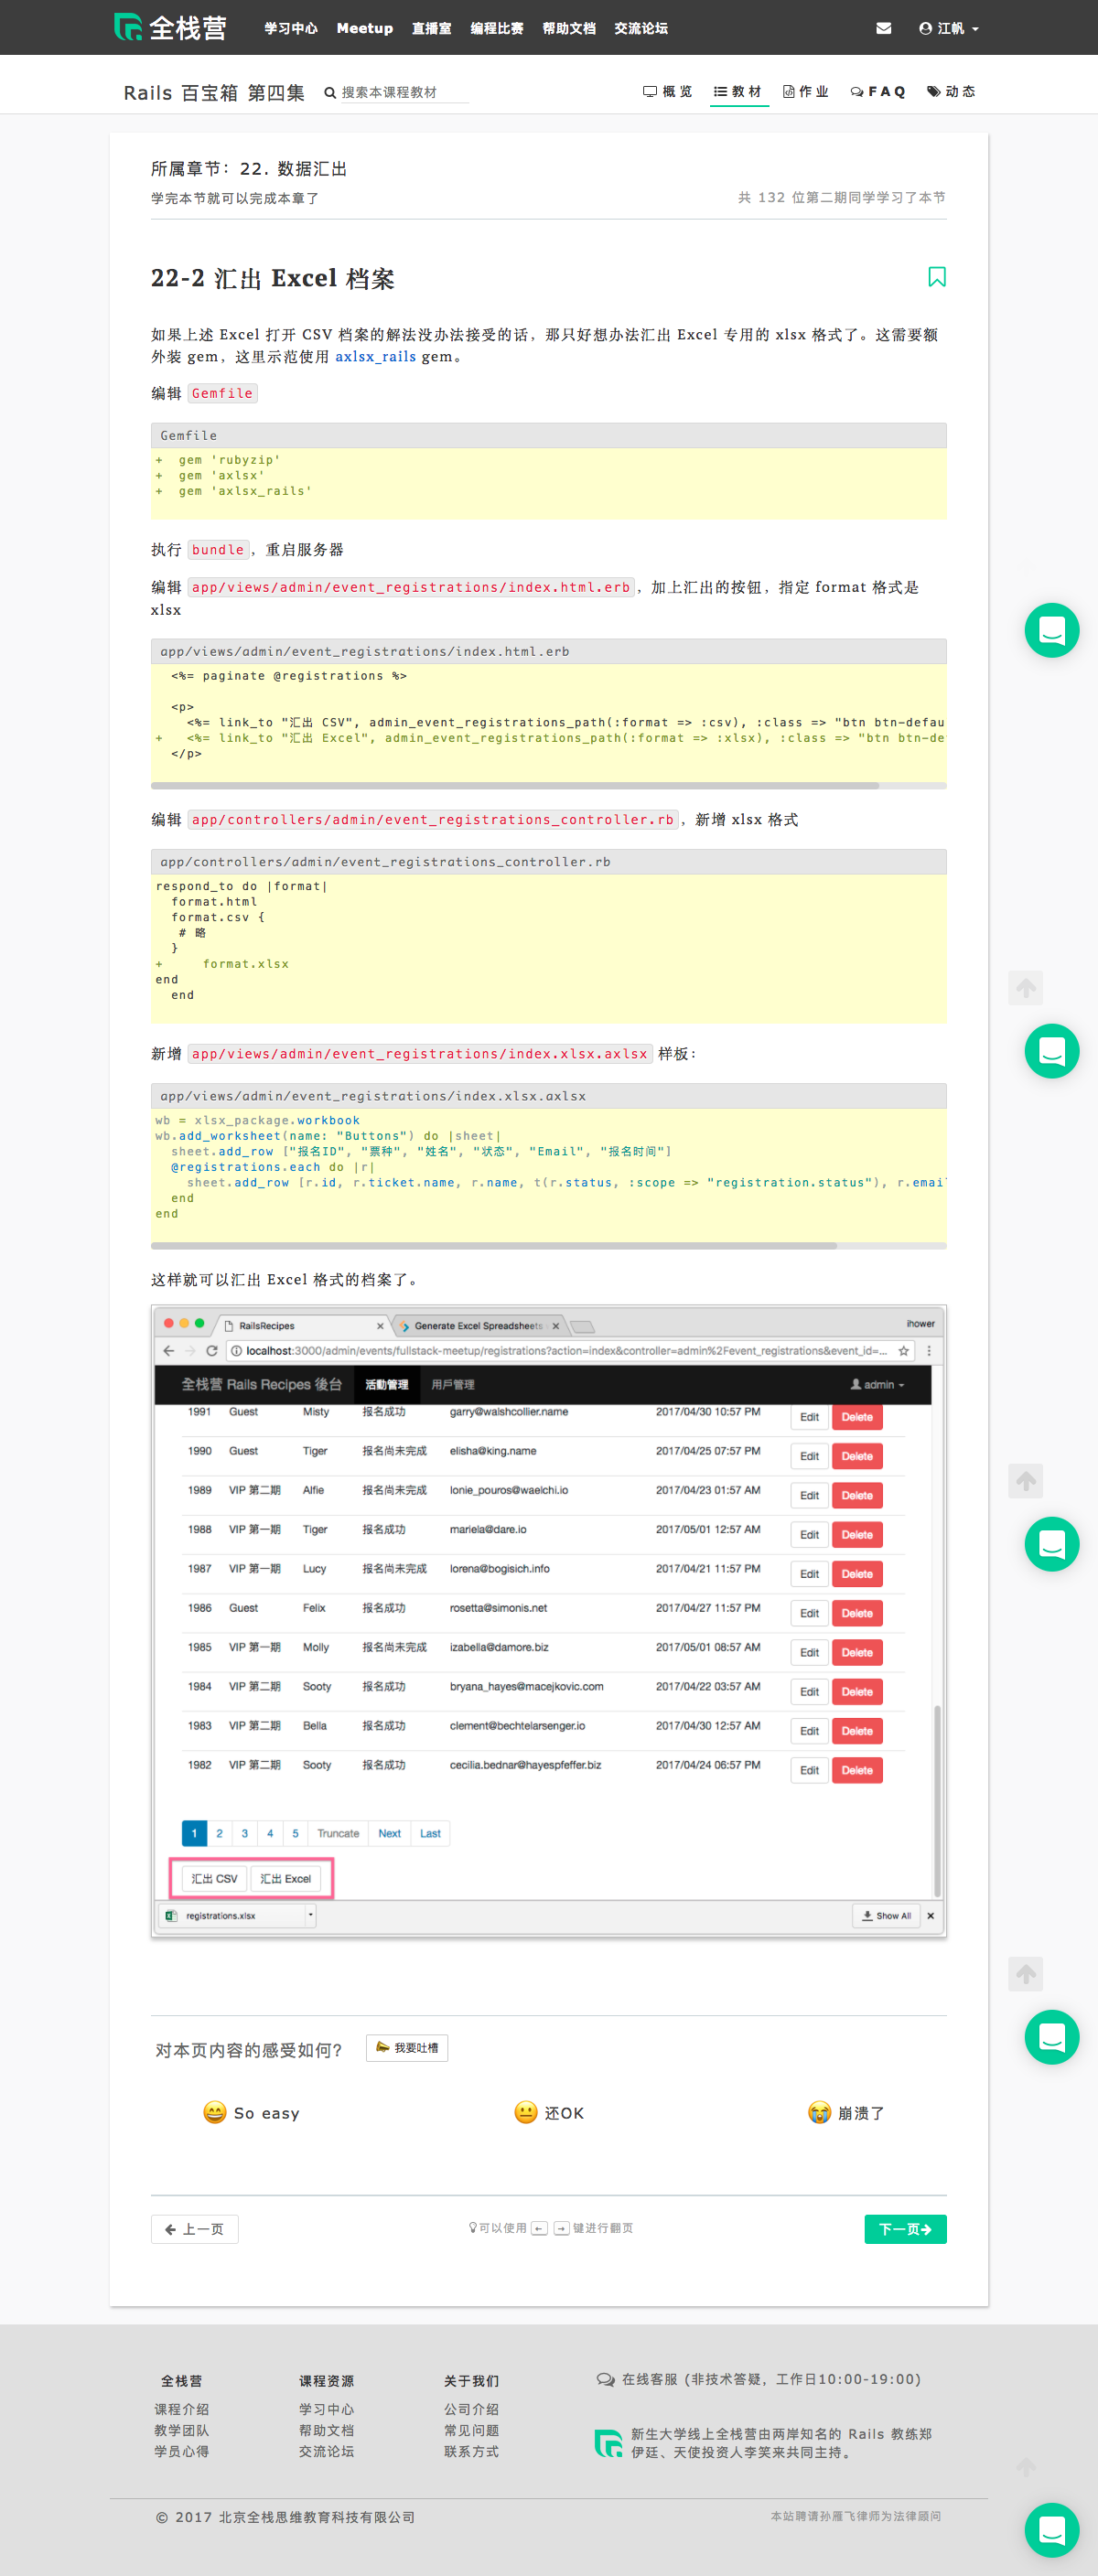 全栈营 学习中心 Meetup 直播室 编程比赛 帮助文档 交流论坛 江帆
Rails 百宝箱 第四集 搜索本课程教材 概览 教材 作业 FAQ 动态
所属章节：22. 数据汇出
学完本节就可以完成本章了 共 132 位第二期同学学习了本节
22-2 汇出 Excel 档案
如果上述 Excel 打开 CSV 档案的解法没办法接受的话，那只好想办法汇出 Excel 专用的 xlsx 格式了。这需要额
外装 gem，这里示范使用 axlsx_rails gem。
编辑 Gemfile
Gemfile
+  gem 'rubyzip'
+  gem 'axlsx'
+  gem 'axlsx_rails'
执行 bundle，重启服务器
编辑 app/views/admin/event_registrations/index.html.erb，加上汇出的按钮，指定 format 格式是
xlsx
app/views/admin/event_registrations/index.html.erb
<%= paginate @registrations %>
<p>
<%= link_to "汇出 CSV", admin_event_registrations_path(:format => :csv), :class => "btn btn-defau
+   <%= link_to "汇出 Excel", admin_event_registrations_path(:format => :xlsx), :class => "btn btn-de
</p>
编辑 app/controllers/admin/event_registrations_controller.rb，新增 xlsx 格式
app/controllers/admin/event_registrations_controller.rb
respond_to do |format|
format.html
format.csv {
# 略
}
+     format.xlsx
end
end
新增 app/views/admin/event_registrations/index.xlsx.axlsx 样板：
app/views/admin/event_registrations/index.xlsx.axlsx
wb = xlsx_package.workbook
wb.add_worksheet(name: "Buttons") do |sheet|
sheet.add_row ["报名ID", "票种", "姓名", "状态", "Email", "报名时间"]
@registrations.each do |r|
sheet.add_row [r.id, r.ticket.name, r.name, t(r.status, :scope => "registration.status"), r.emai
end
end
这样就可以汇出 Excel 格式的档案了。
RailsRecipes Generate Excel Spreadsheets ihower
localhost:3000/admin/events/fullstack-meetup/registrations?action=index&controller=admin%2Fevent_registrations&event_id=...
全栈营 Rails Recipes 後台 活動管理 用戶管理 admin
1991 Guest Misty 报名成功 garry@walshcollier.name 2017/04/30 10:57 PM Edit Delete
1990 Guest Tiger 报名尚未完成 elisha@king.name 2017/04/25 07:57 PM Edit Delete
1989 VIP 第二期 Alfie 报名尚未完成 lonie_pouros@waelchi.io 2017/04/23 01:57 AM Edit Delete
1988 VIP 第一期 Tiger 报名成功 mariela@dare.io 2017/05/01 12:57 AM Edit Delete
1987 VIP 第一期 Lucy 报名成功 lorena@bogisich.info 2017/04/21 11:57 PM Edit Delete
1986 Guest Felix 报名成功 rosetta@simonis.net 2017/04/27 11:57 PM Edit Delete
1985 VIP 第一期 Molly 报名尚未完成 izabella@damore.biz 2017/05/01 08:57 AM Edit Delete
1984 VIP 第二期 Sooty 报名成功 bryana_hayes@macejkovic.com 2017/04/22 03:57 AM Edit Delete
1983 VIP 第二期 Bella 报名成功 clement@bechtelarsenger.io 2017/04/30 12:57 AM Edit Delete
1982 VIP 第二期 Sooty 报名成功 cecilia.bednar@hayespfeffer.biz 2017/04/24 06:57 PM Edit Delete
1 2 3 4 5 Truncate Next Last
汇出 CSV 汇出 Excel
registrations.xlsx Show All
对本页内容的感受如何? 我要吐槽
So easy 还OK 崩溃了
上一页 可以使用 ← → 键进行翻页 下一页
全栈营 课程资源 关于我们 在线客服 (非技术答疑，工作日10:00-19:00)
课程介绍 学习中心 公司介绍
教学团队 帮助文档 常见问题 新生大学线上全栈营由两岸知名的 Rails 教练郑
学员心得 交流论坛 联系方式 伊廷、天使投资人李笑来共同主持。
© 2017 北京全栈思维教育科技有限公司 本站聘请孙雁飞律师为法律顾问